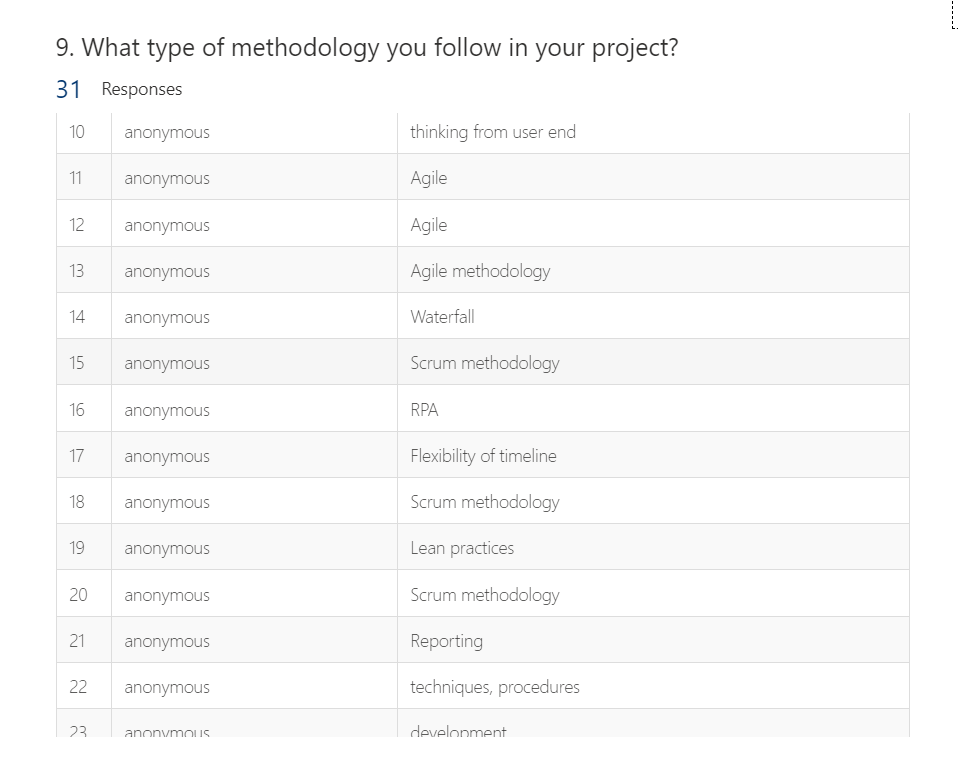 9. What type of methodology you follow in your project?
31 Responses
10 anonymous thinking from user end
11 anonymous Agile
12 anonymous Agile
13 anonymous Agile methodology
14 anonymous Waterfall
15 anonymous Scrum methodology
16 anonymous RPA
17 anonymous Flexibility of timeline
18 anonymous Scrum methodology
19 anonymous Lean practices
20 anonymous Scrum methodology
21 anonymous Reporting
22 anonymous techniques, procedures
23 anonymous development